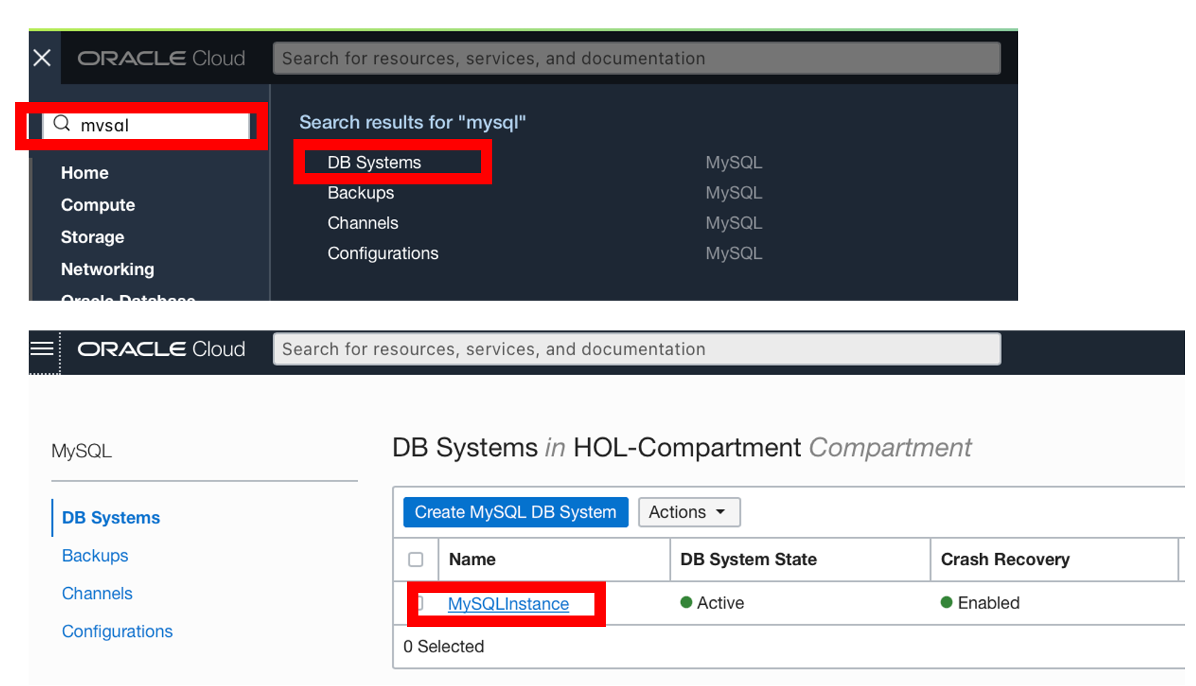 ORACLE Cloud
Search for resources, services, and documentation
mysql
Home
Compute
Storage
Networking
Oracle Database
Search results for "mysql"
DB Systems MySQL
Backups MySQL
Channels MySQL
Configurations MySQL
ORACLE Cloud
Search for resources, services, and documentation
MySQL
DB Systems
Backups
Channels
Configurations
DB Systems in HOL-Compartment Compartment
Create MySQL DB System Actions
Name DB System State Crash Recovery
MySQLInstance Active Enabled
0 Selected